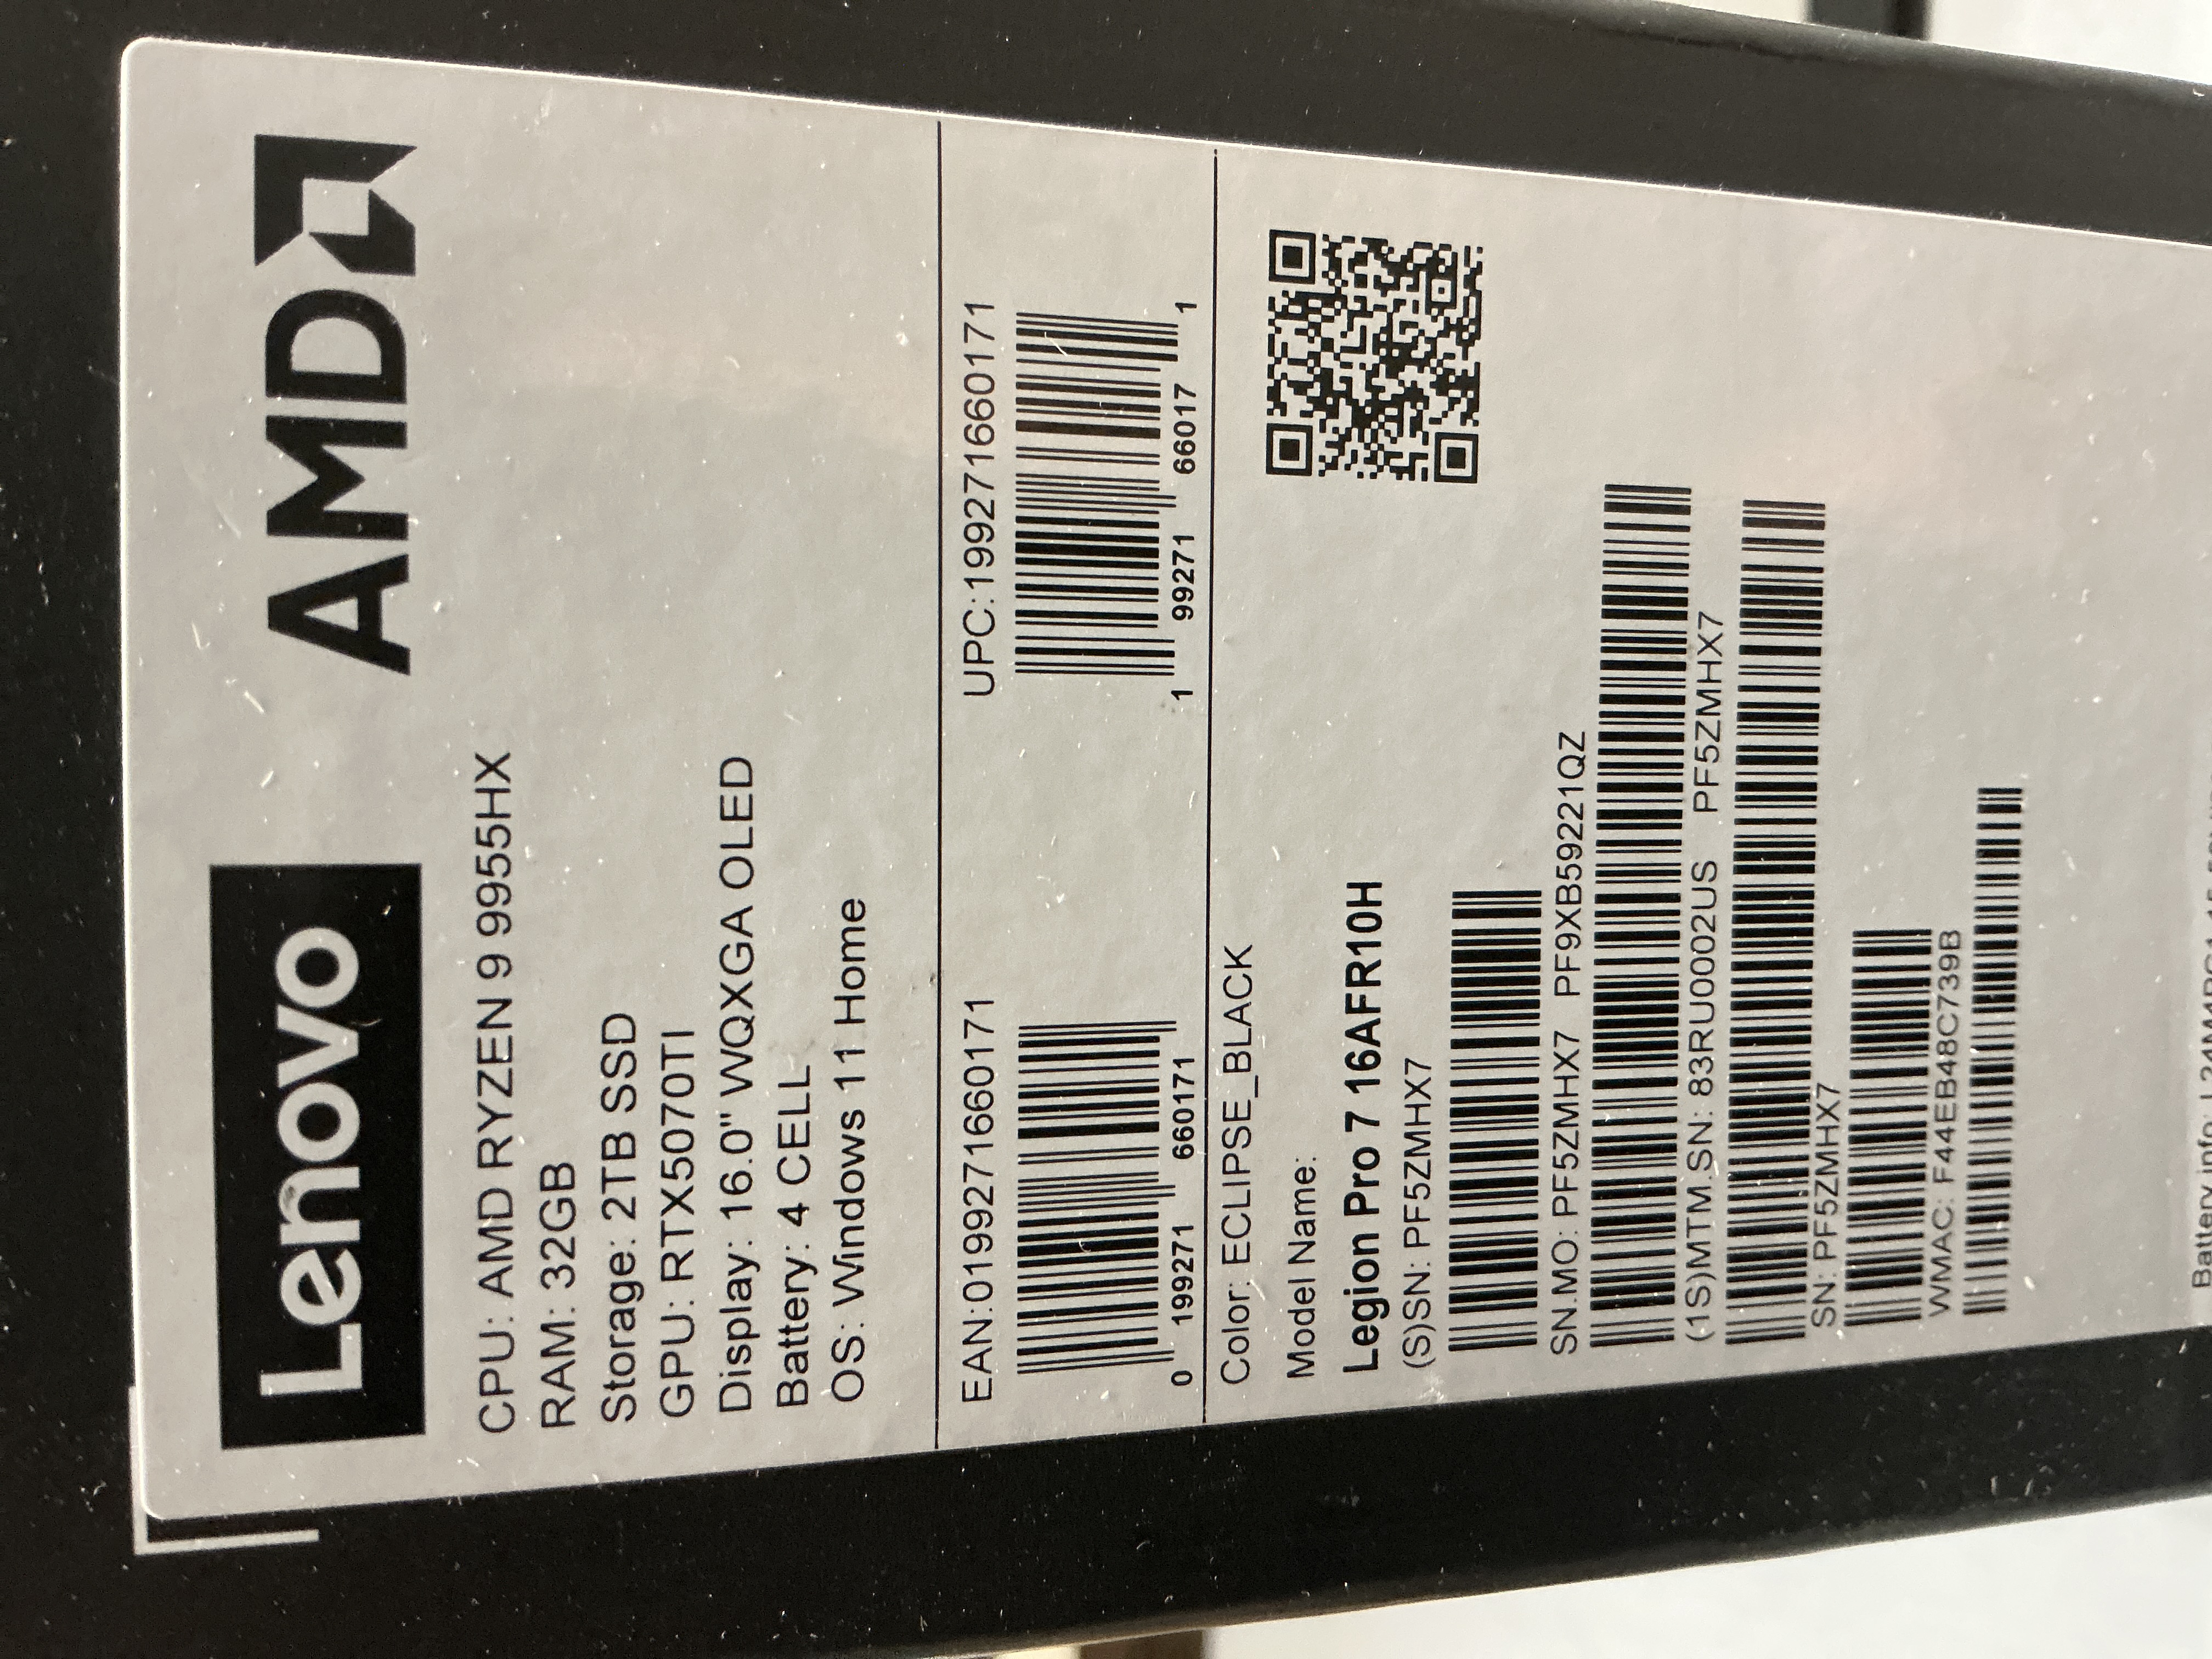 Lenovo AMD
CPU: AMD RYZEN 9 9955HX
RAM: 32GB
Storage: 2TB SSD
GPU: RTX5070TI
Display: 16.0" WQXGA OLED
Battery: 4 CELL
OS: Windows 11 Home
EAN:0199271660171 UPC:199271660171
0 199271 660171 1 99271 66017 1
Color: ECLIPSE_BLACK
Model Name:
Legion Pro 7 16AFR10H
(S)SN: PF5ZMHX7
SN.MO: PF5ZMHX7 PF9XB59221QZ
(1S)MTM.SN: 83RU0002US PF5ZMHX7
SN: PF5ZMHX7
WMAC: F44EB48C739B
Battery info: